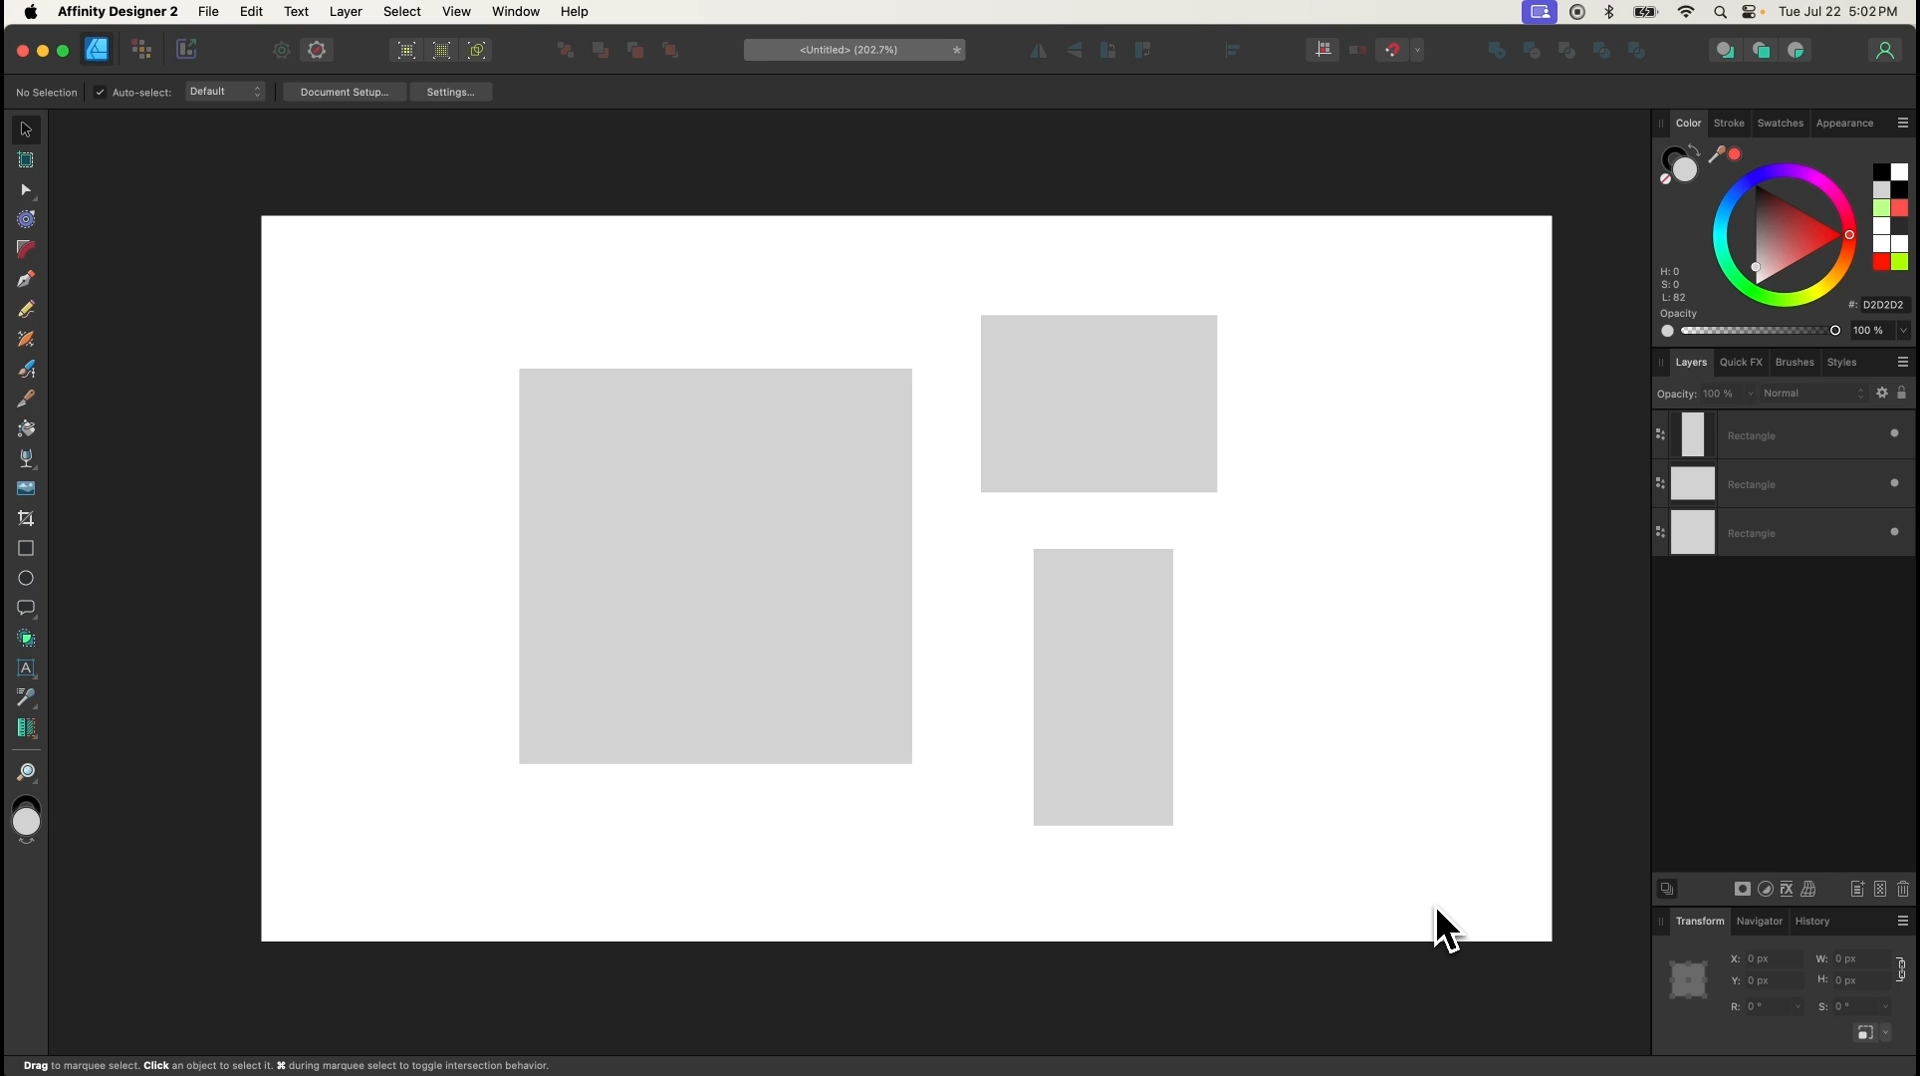 Affinity Designer 2 File Edit Text Layer Select View Window Help Tue Jul 22 5:02 PM
<Untitled> (202.7%) *
No Selection Auto-select: Default Document Setup... Settings...
Color Stroke Swatches Appearance
H: 0
S: 0
L: 82
#: D2D2D2
Opacity
100 %
Layers Quick FX Brushes Styles
Opacity: 100 % Normal
Rectangle
Rectangle
Rectangle
Transform Navigator History
X: 0 px W: 0 px
Y: 0 px H: 0 px
R: 0 ° S: 0 °
Drag to marquee select. Click an object to select it. ⌘ during marquee select to toggle intersection behavior.